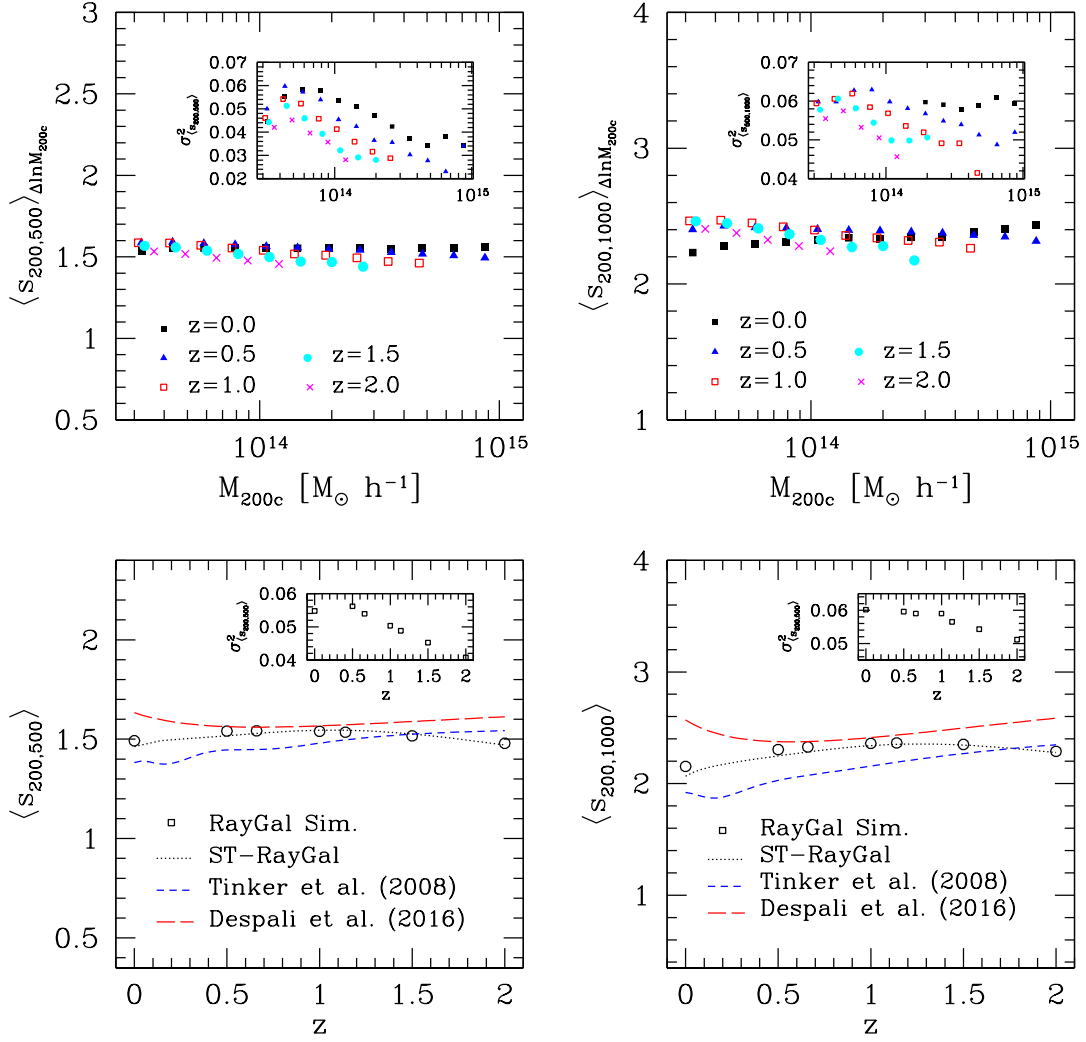 3
2.5
2
1.5
1
0.5
⟨s200,500⟩ΔlnM200c
0.07
0.06
0.05
0.04
0.03
0.02
σ²⟨s200,500⟩
10¹⁴ 10¹⁵
z=0.0
z=0.5 z=1.5
z=1.0 z=2.0
10¹⁴ 10¹⁵
M200c [M⊙ h⁻¹]
4
3
2
1
⟨s200,1000⟩ΔlnM200c
0.07
0.06
0.05
0.04
10¹⁴ 10¹⁵
z=0.0
z=0.5 z=1.5
z=1.0 z=2.0
10¹⁴ 10¹⁵
M200c [M⊙ h⁻¹]
2
1.5
1
0.5
⟨s200,500⟩
0.06
0.05
0.04
σ²⟨s200,500⟩
0 0.5 1 1.5 2
z
RayGal Sim.
ST−RayGal
Tinker et al. (2008)
Despali et al. (2016)
0 0.5 1 1.5 2
z
4
3
2
1
⟨s200,1000⟩
0.06
0.05
σ²⟨s200,500⟩
0 0.5 1 1.5 2
z
RayGal Sim.
ST−RayGal
Tinker et al. (2008)
Despali et al. (2016)
0 0.5 1 1.5 2
z